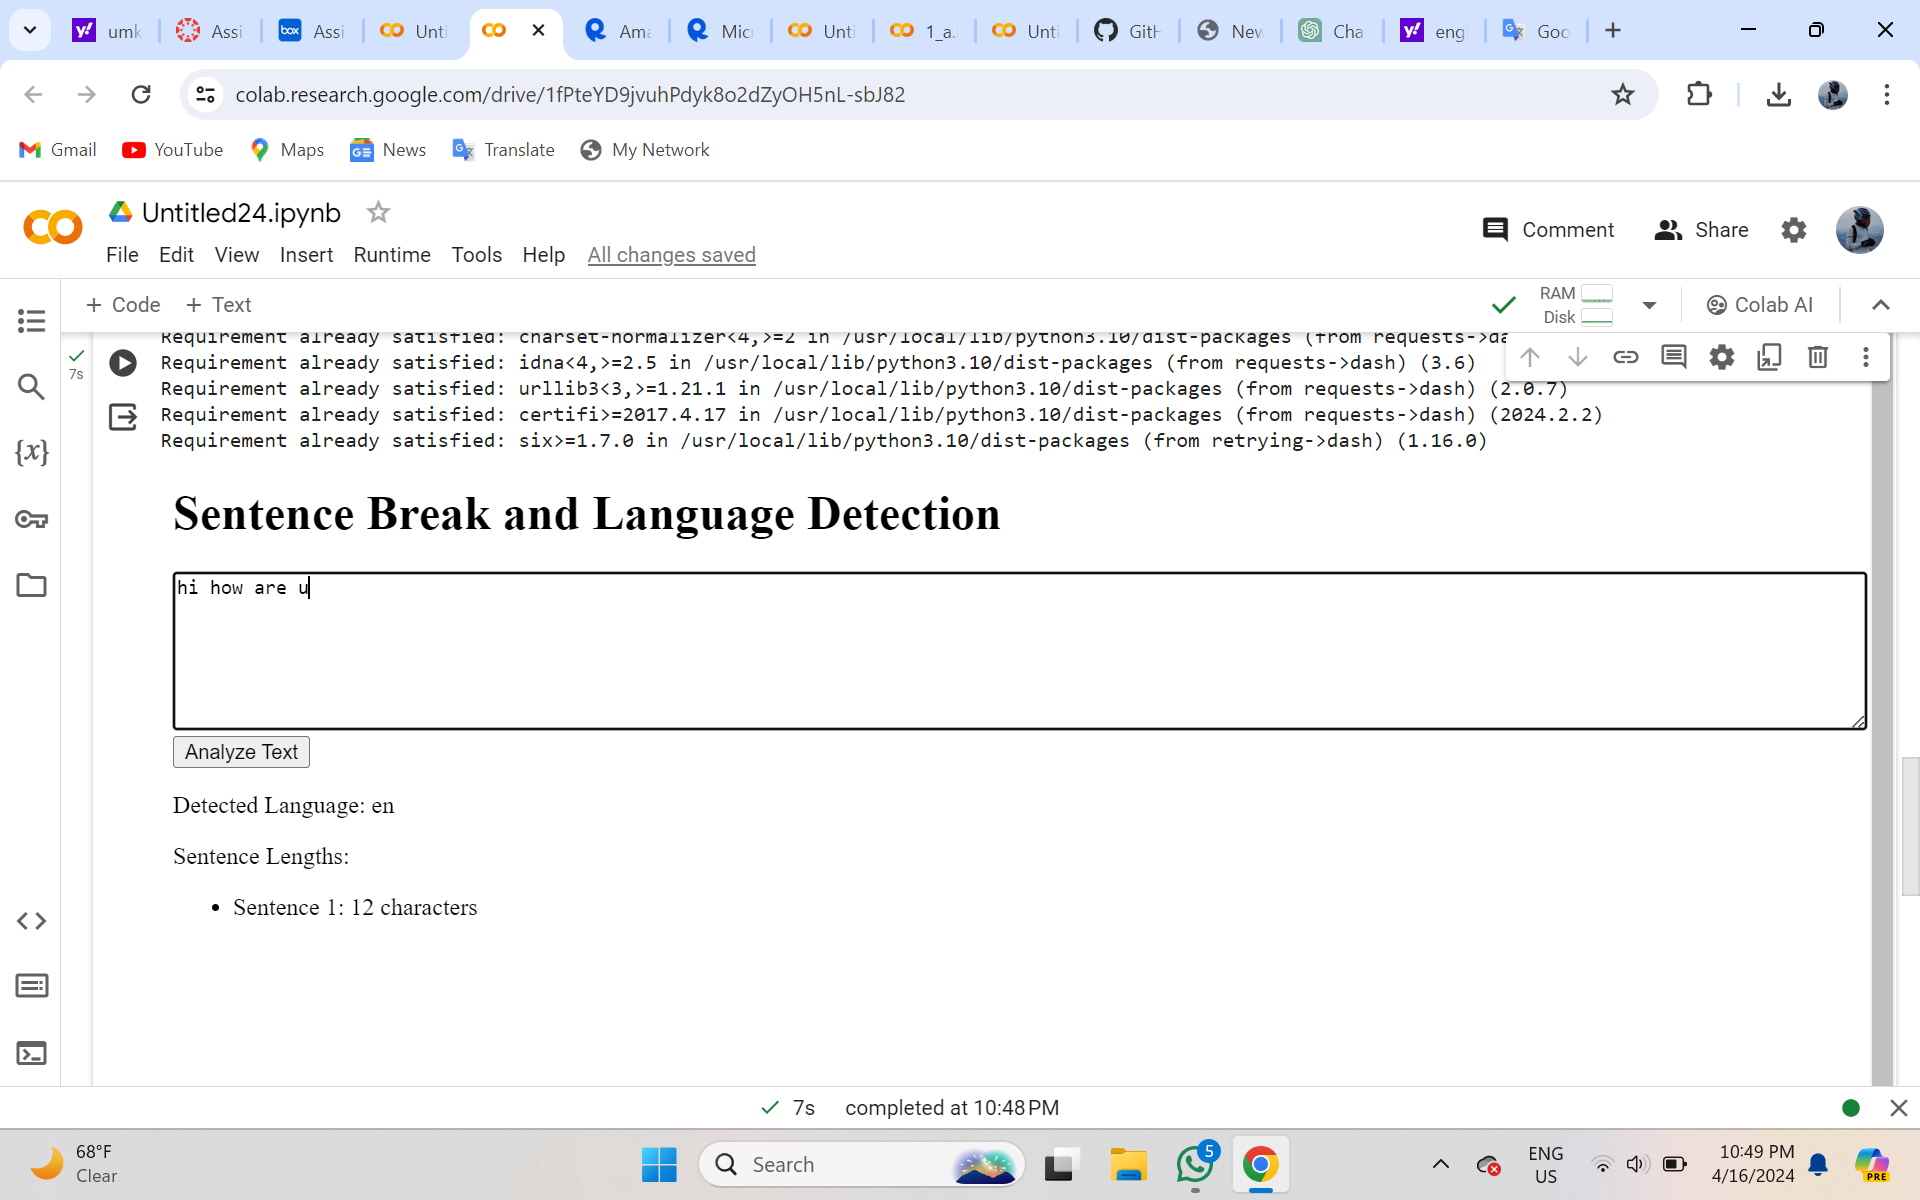 umk
Assi
Assi
Unti
Ama
Micr
Unti
1_a.
Unti
GitH
New
Cha
eng
Goo
colab.research.google.com/drive/1fPteYD9jvuhPdyk8o2dZyOH5nL-sbJ82
Gmail YouTube Maps News Translate My Network
Untitled24.ipynb
Comment Share
File Edit View Insert Runtime Tools Help All changes saved
+ Code + Text
RAM
Disk
Colab AI
Requirement already satisfied: charset-normalizer<4,>=2 in /usr/local/lib/python3.10/dist-packages (from requests->da
7s
Requirement already satisfied: idna<4,>=2.5 in /usr/local/lib/python3.10/dist-packages (from requests->dash) (3.6)
Requirement already satisfied: urllib3<3,>=1.21.1 in /usr/local/lib/python3.10/dist-packages (from requests->dash) (2.0.7)
Requirement already satisfied: certifi>=2017.4.17 in /usr/local/lib/python3.10/dist-packages (from requests->dash) (2024.2.2)
Requirement already satisfied: six>=1.7.0 in /usr/local/lib/python3.10/dist-packages (from retrying->dash) (1.16.0)
Sentence Break and Language Detection
hi how are u
Analyze Text
Detected Language: en
Sentence Lengths:
• Sentence 1: 12 characters
7s completed at 10:48 PM
68°F
Clear
Search
5
ENG
US
10:49 PM
4/16/2024
PRE